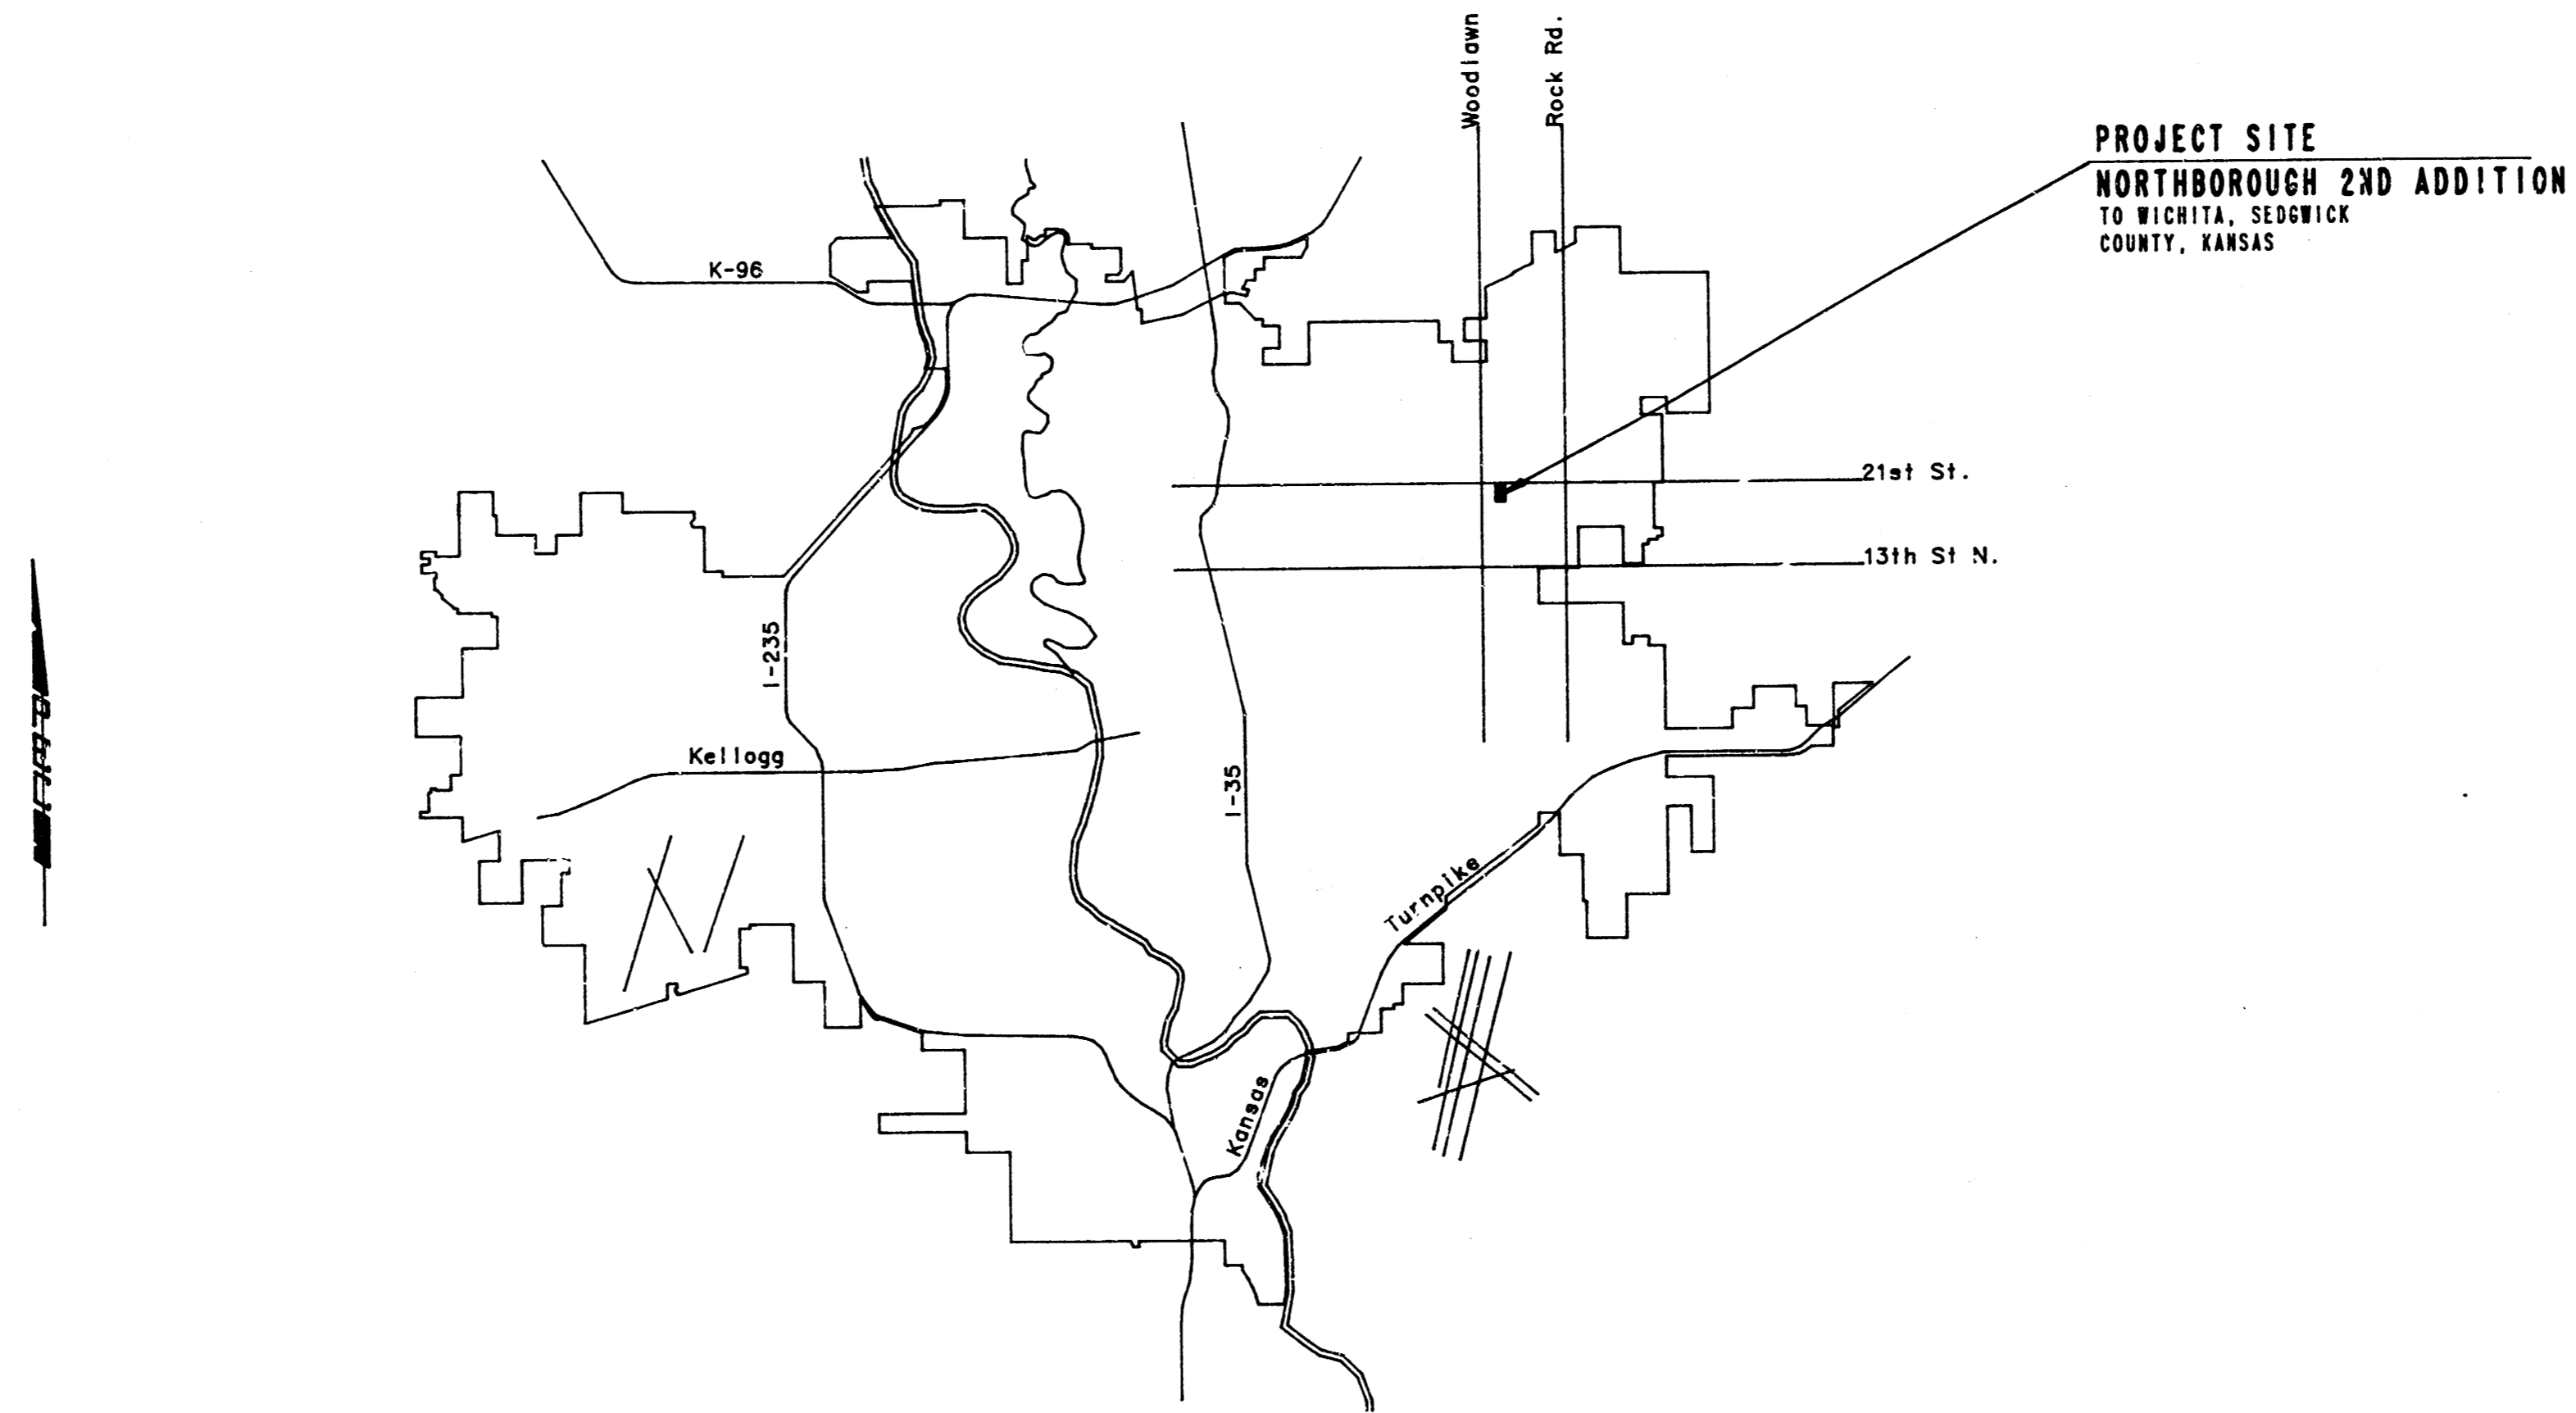 Woodlawn
Rock Rd.
PROJECT SITE
NORTHBOROUGH 2ND ADDITION
TO WICHITA, SEDGWICK
COUNTY, KANSAS
K-96
21st St.
13th St N.
I-235
Kellogg
I-35
Turnpike
Kansas